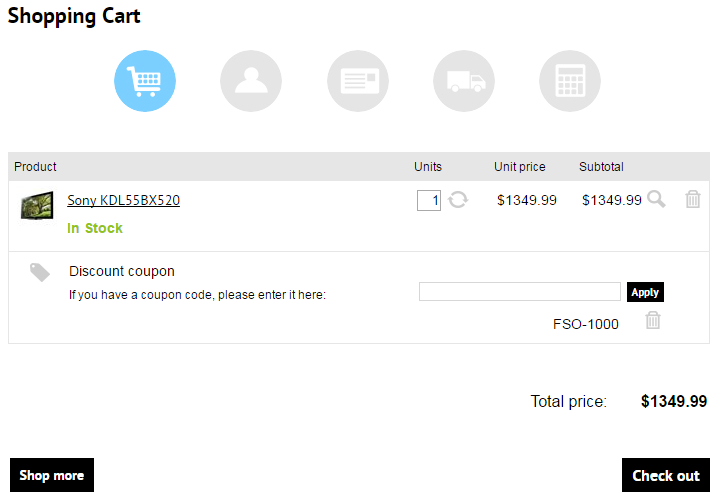 Shopping Cart
Product Units Unit price Subtotal
Sony KDL55BX520 1 $1349.99 $1349.99
In Stock
Discount coupon
If you have a coupon code, please enter it here: Apply
FSO-1000
Total price: $1349.99
Shop more Check out